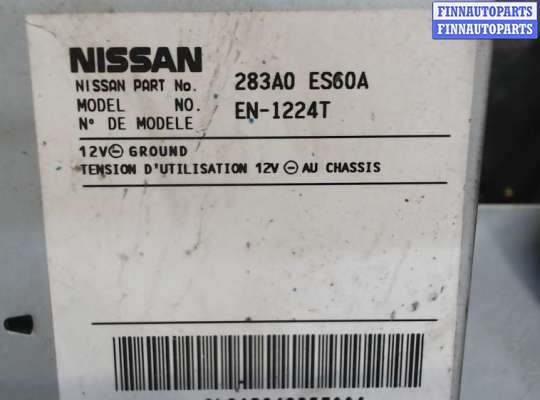 FINNAUTOPARTS
FINNAUTOPARTS
NISSAN
NISSAN PART No. 283A0 ES60A
MODEL NO. EN-1224T
N° DE MODELE
12V⊖ GROUND
TENSION D'UTILISATION 12V ⊖ AU CHASSIS